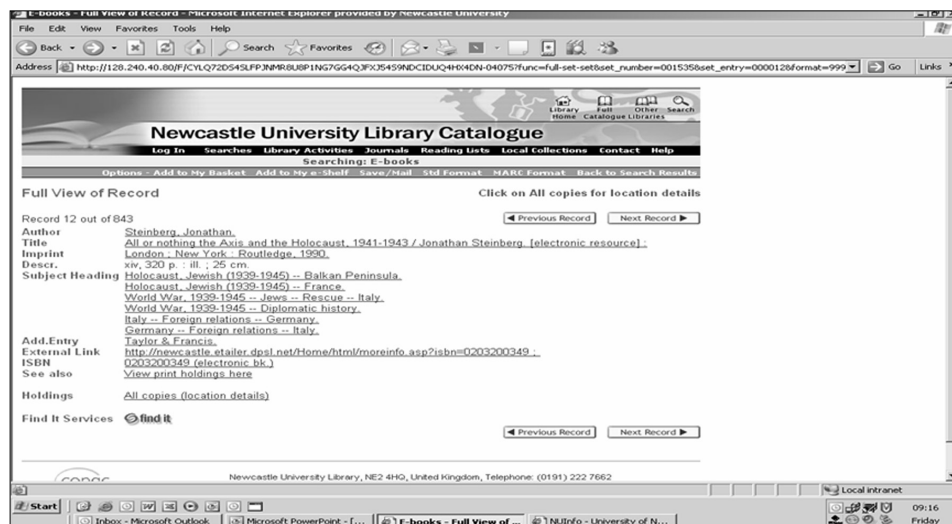 E-books - Full View of Record - Microsoft Internet Explorer provided by Newcastle University
File Edit View Favorites Tools Help
Back Search Favorites
Address http://128.240.40.80/F/CYLQ72DS4SLFPJNMR8U8P1NG7GG4QJFXJ54S9NDCIDUQ4HX4DN-04075?func=full-set-set&set_number=001535&set_entry=000012&format=999 Go Links
Library Home Full Catalogue Other Libraries Search
Newcastle University Library Catalogue
Log In Searches Library Activities Journals Reading Lists Local Collections Contact Help
Searching: E-books
Options - Add to My Basket Add to My e-Shelf Save/Mail Std Format MARC Format Back to Search Results
Full View of Record Click on All copies for location details
Record 12 out of 843 Previous Record Next Record
Author Steinberg, Jonathan.
Title All or nothing the Axis and the Holocaust, 1941-1943 / Jonathan Steinberg. [electronic resource] :
Imprint London ; New York : Routledge, 1990.
Descr. xiv, 320 p. : ill. ; 25 cm.
Subject Heading Holocaust, Jewish (1939-1945) -- Balkan Peninsula.
Holocaust, Jewish (1939-1945) -- France.
World War, 1939-1945 -- Jews -- Rescue -- Italy.
World War, 1939-1945 -- Diplomatic history.
Italy -- Foreign relations -- Germany.
Germany -- Foreign relations -- Italy.
Add.Entry Taylor & Francis.
External Link http://newcastle.etailer.dpsl.net/Home/html/moreinfo.asp?isbn=0203200349 ;
ISBN 0203200349 (electronic bk.)
See also View print holdings here
Holdings All copies (location details)
Find It Services find it
Previous Record Next Record
copac Newcastle University Library, NE2 4HQ, United Kingdom, Telephone: (0191) 222 7662
Local intranet
Start 09:16
Inbox - Microsoft Outlook Microsoft PowerPoint - [... E-books - Full View of ... NUInfo - University of N... Friday